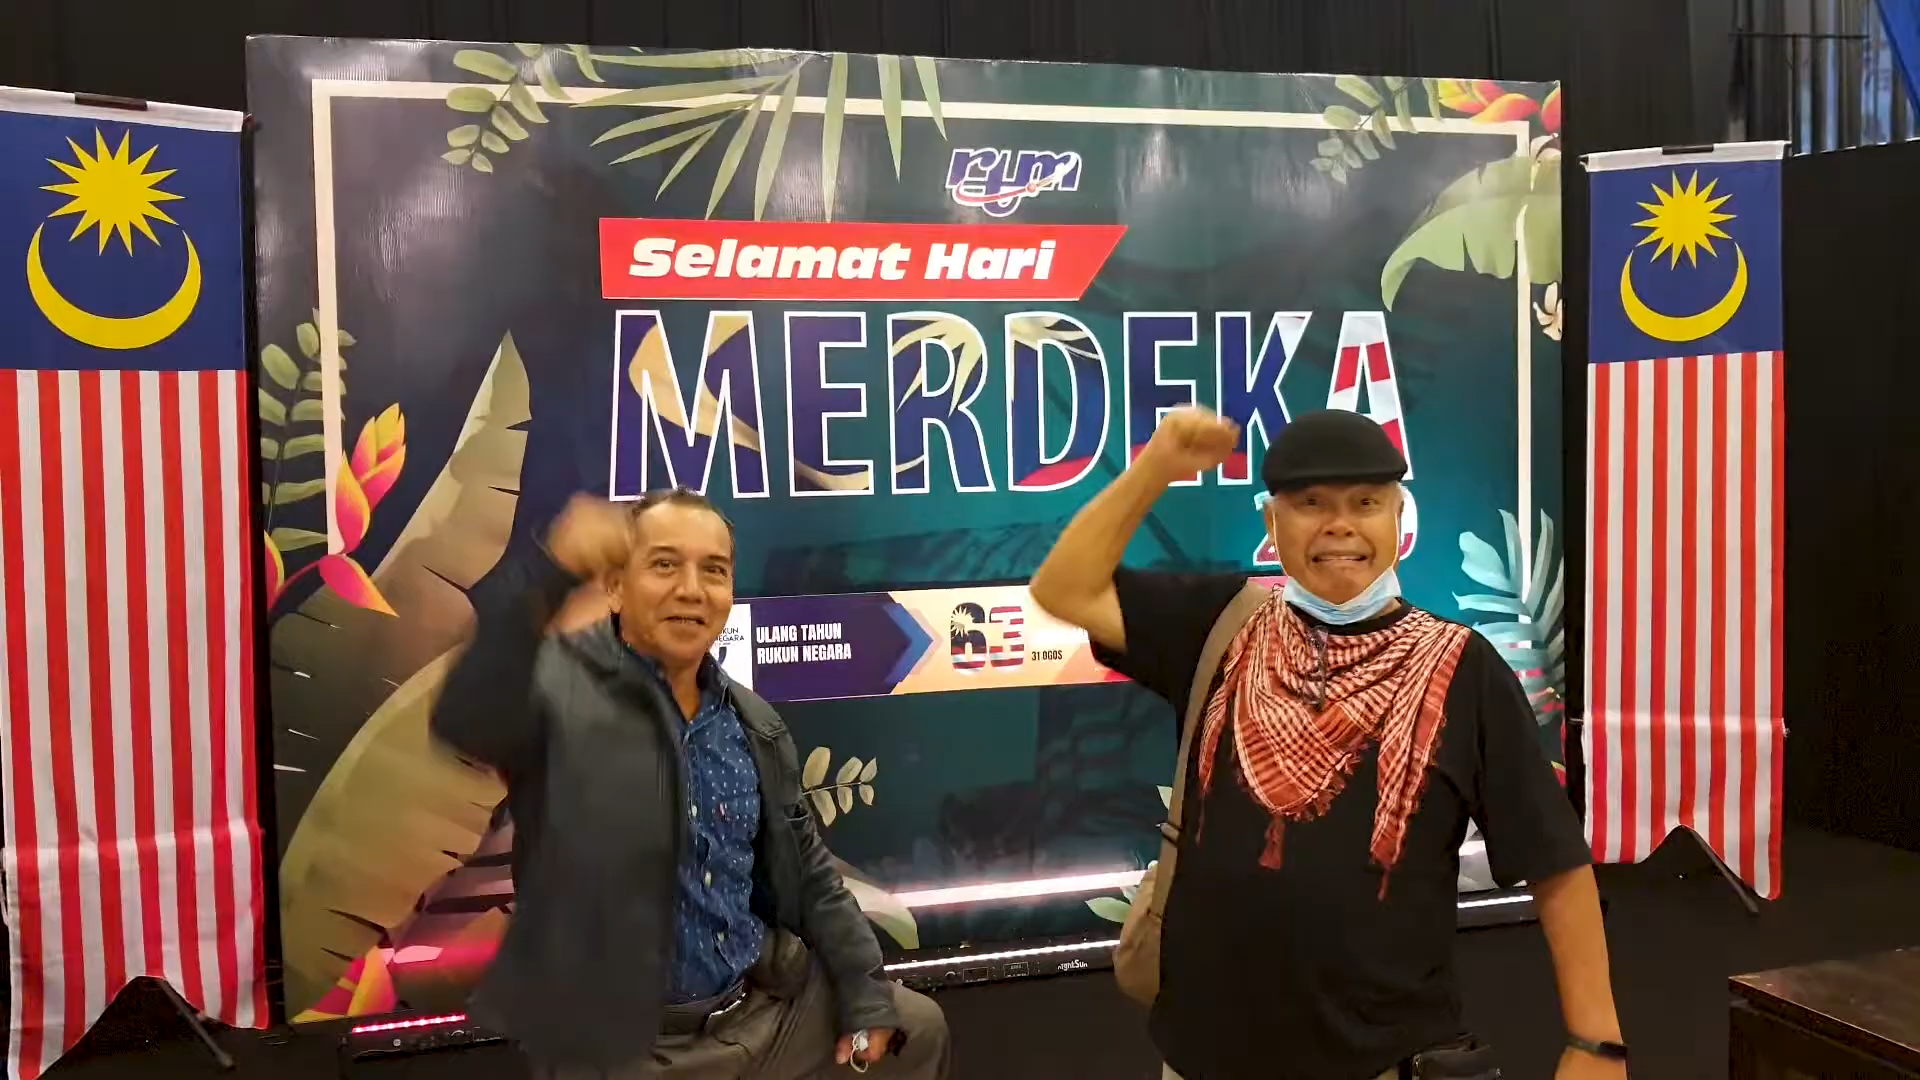 rtm
Selamat Hari
MERDEKA
ULANG TAHUN
RUKUN NEGARA
63
31 OGOS